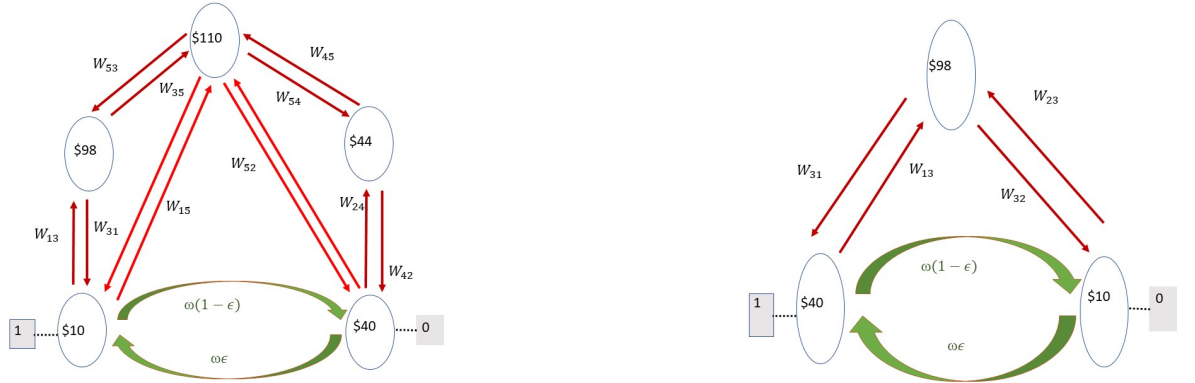 $110
W₅₃
W₃₅
W₄₅
W₅₄
$98
$44
W₁₃
W₃₁
W₁₅
W₅₂
W₂₄
W₄₂
ω(1 − ϵ)
1
$10
$40
0
ωϵ
$98
W₃₁
W₁₃
W₂₃
W₃₂
ω(1 − ϵ)
1
$40
$10
0
ωϵ